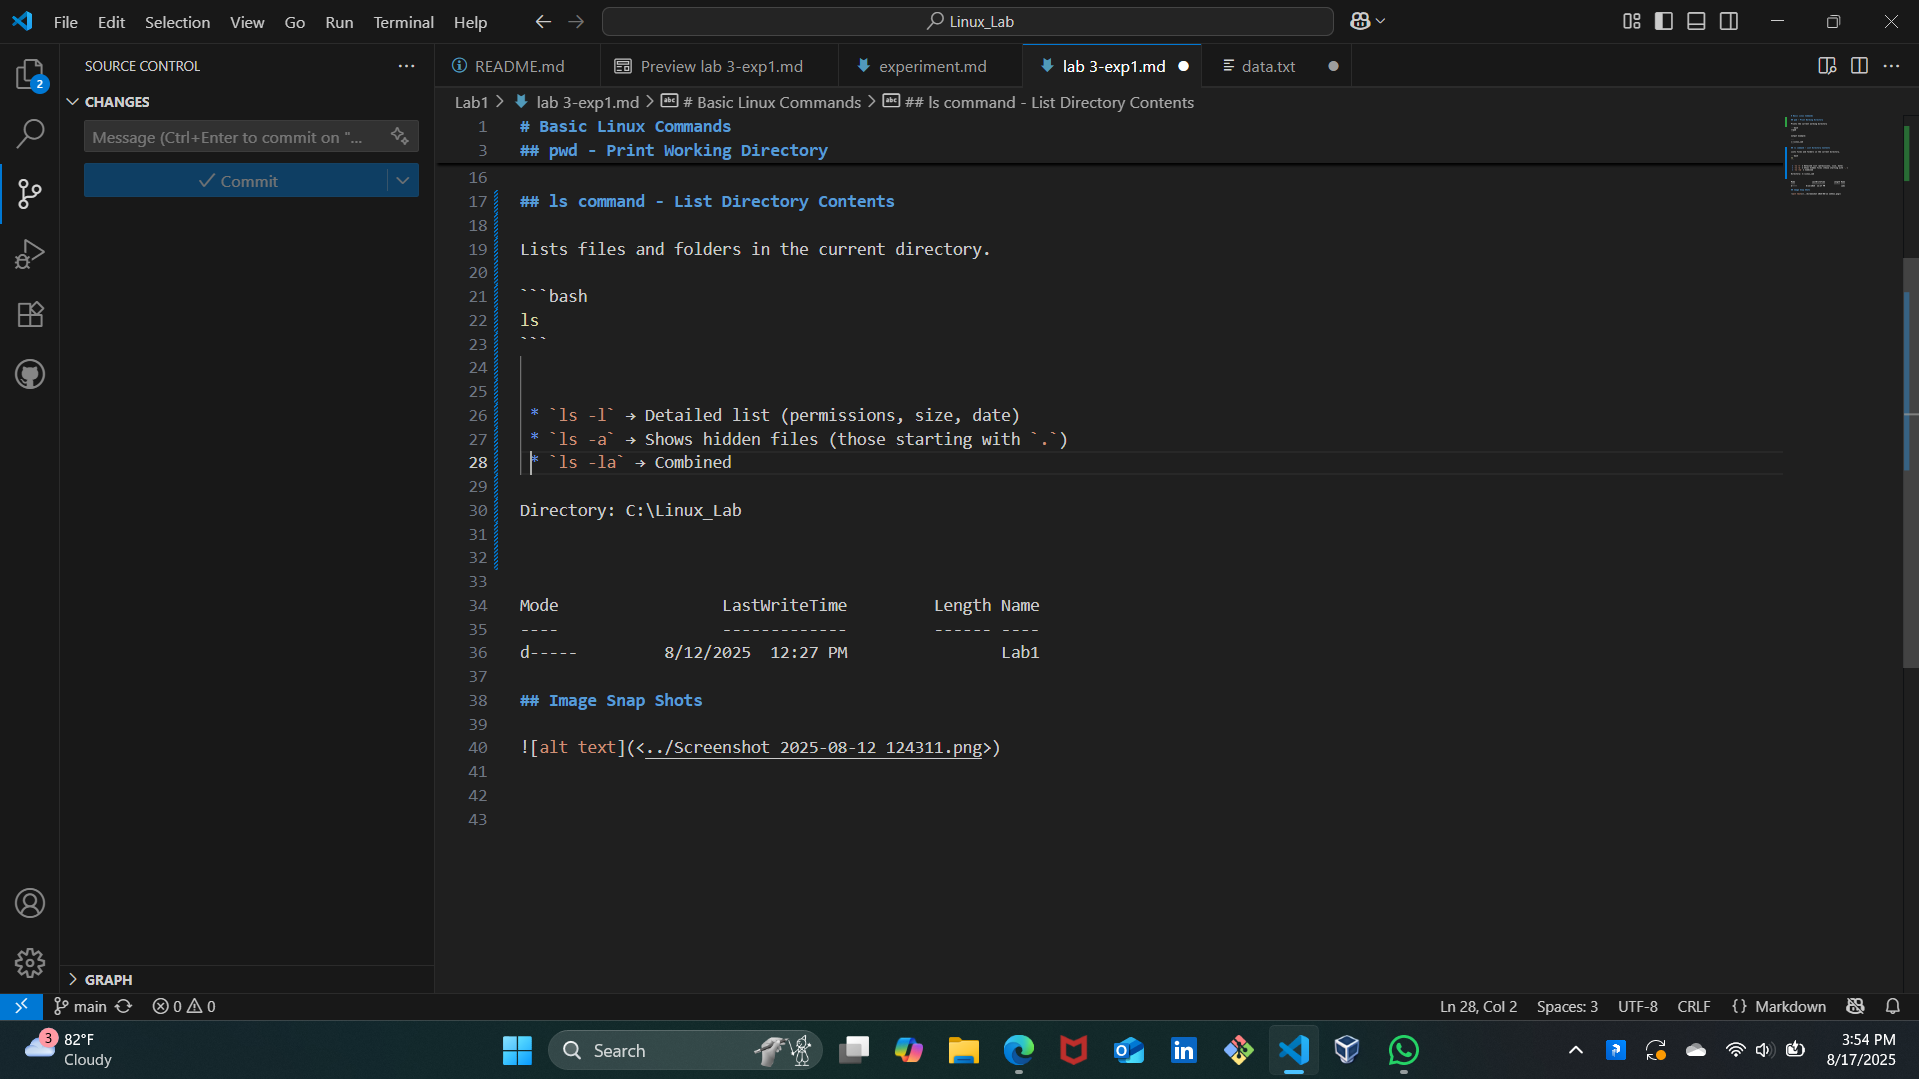 File Edit Selection View Go Run Terminal Help
Linux_Lab
SOURCE CONTROL
README.md
Preview lab 3-exp1.md
experiment.md
lab 3-exp1.md
data.txt
2
CHANGES
Lab1 > lab 3-exp1.md > # Basic Linux Commands > ## ls command - List Directory Contents
Message (Ctrl+Enter to commit on "...
Commit
1 # Basic Linux Commands
3 ## pwd - Print Working Directory
16
17 ## ls command - List Directory Contents
18
19 Lists files and folders in the current directory.
20
21 ```bash
22 ls
23 ```
24
25
26 * `ls -l` → Detailed list (permissions, size, date)
27 * `ls -a` → Shows hidden files (those starting with `.`)
28 * `ls -la` → Combined
29
30 Directory: C:\Linux_Lab
31
32
33
34 Mode LastWriteTime Length Name
35 ---- ------------- ------ ----
36 d----- 8/12/2025 12:27 PM Lab1
37
38 ## Image Snap Shots
39
40 ![alt text](<../Screenshot 2025-08-12 124311.png>)
41
42
43
GRAPH
main 0 0
Ln 28, Col 2 Spaces: 3 UTF-8 CRLF {} Markdown
3
82°F
Cloudy
Search
3:54 PM
8/17/2025